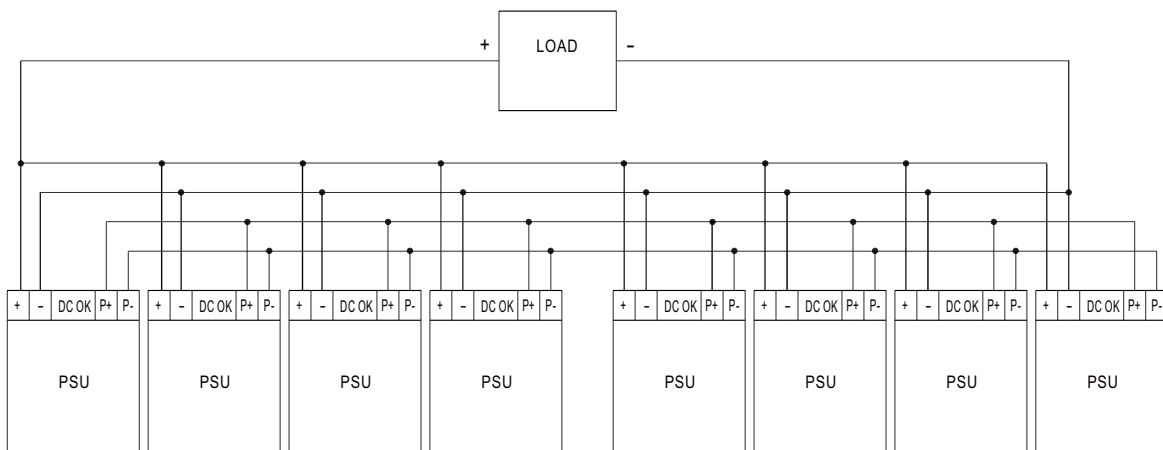 + LOAD –
+ – DC OK P+ P- + – DC OK P+ P- + – DC OK P+ P- + – DC OK P+ P- + – DC OK P+ P- + – DC OK P+ P- + – DC OK P+ P- + – DC OK P+ P-
PSU PSU PSU PSU PSU PSU PSU PSU